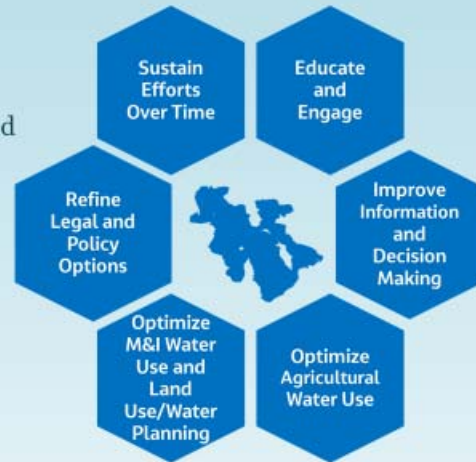 Sustain
Efforts
Over Time
Educate
and
Engage
d
Refine
Legal and
Policy
Options
Improve
Information
and
Decision
Making
Optimize
M&I Water
Use and
Land
Use/Water
Planning
Optimize
Agricultural
Water Use